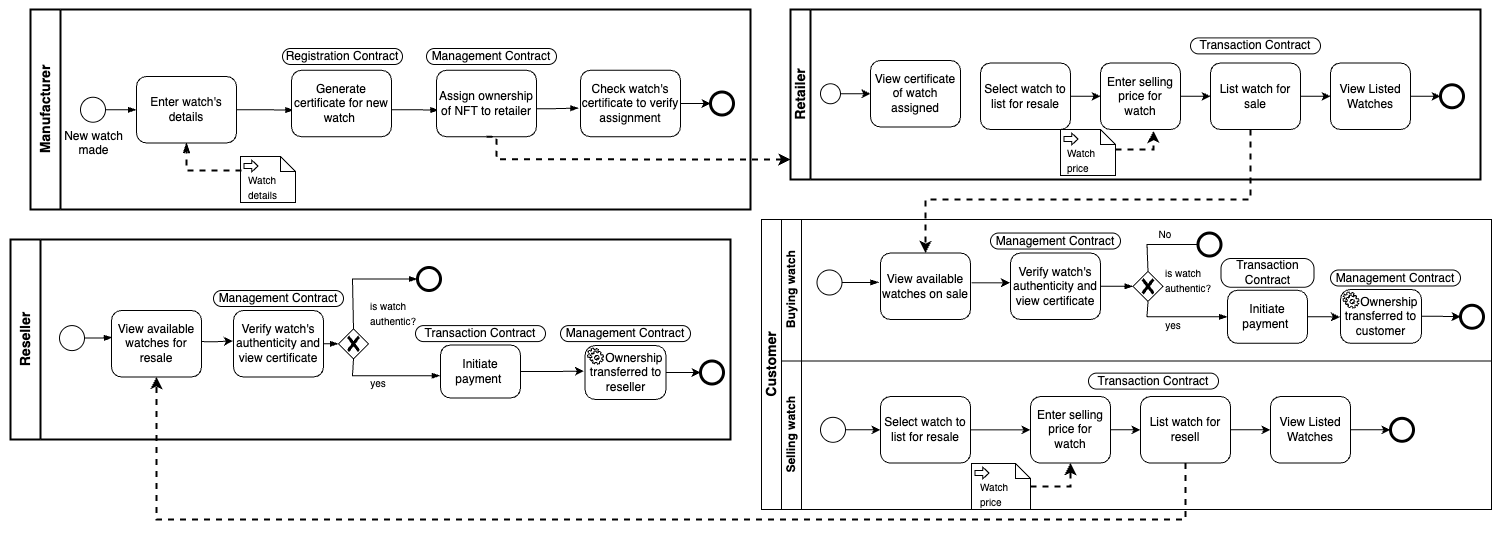 Manufacturer
New watch
made
Enter watch's
details
Watch
details
Registration Contract
Generate
certificate for new
watch
Management Contract
Assign ownership
of NFT to retailer
Check watch's
certificate to verify
assignment
Retailer
View certificate
of watch
assigned
Select watch to
list for resale
Enter selling
price for
watch
Watch
price
Transaction Contract
List watch for
sale
View Listed
Watches
Reseller
View available
watches for
resale
Management Contract
Verify watch's
authenticity and
view certificate
is watch
authentic?
yes
Transaction Contract
Initiate
payment
Management Contract
Ownership
transferred to
reseller
Customer
Buying watch
View available
watches on sale
Management Contract
Verify watch's
authenticity and
view certificate
No
is watch
authentic?
yes
Transaction
Contract
Initiate
payment
Management Contract
Ownership
transferred to
customer
Selling watch
Select watch to
list for resale
Enter selling
price for
watch
Watch
price
Transaction Contract
List watch for
resell
View Listed
Watches